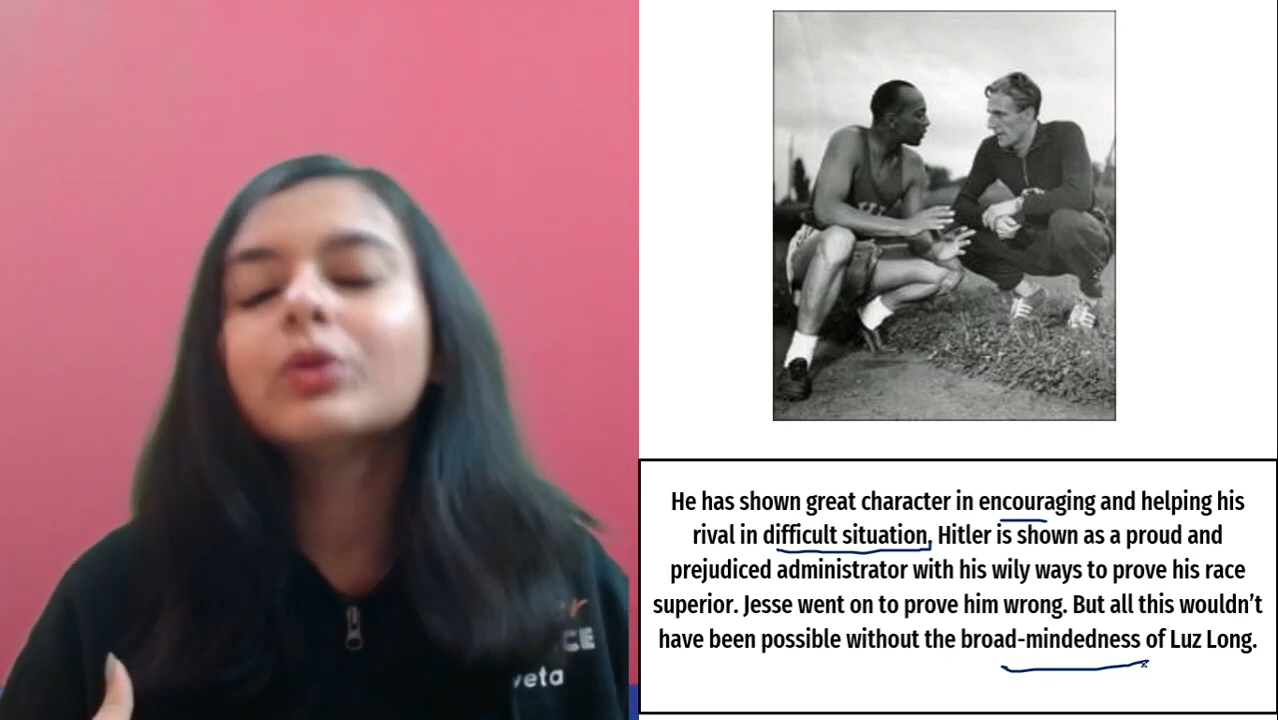 He has shown great character in encouraging and helping his
rival in difficult situation, Hitler is shown as a proud and
prejudiced administrator with his wily ways to prove his race
superior. Jesse went on to prove him wrong. But all this wouldn't
have been possible without the broad-mindedness of Luz Long.
CE
veta